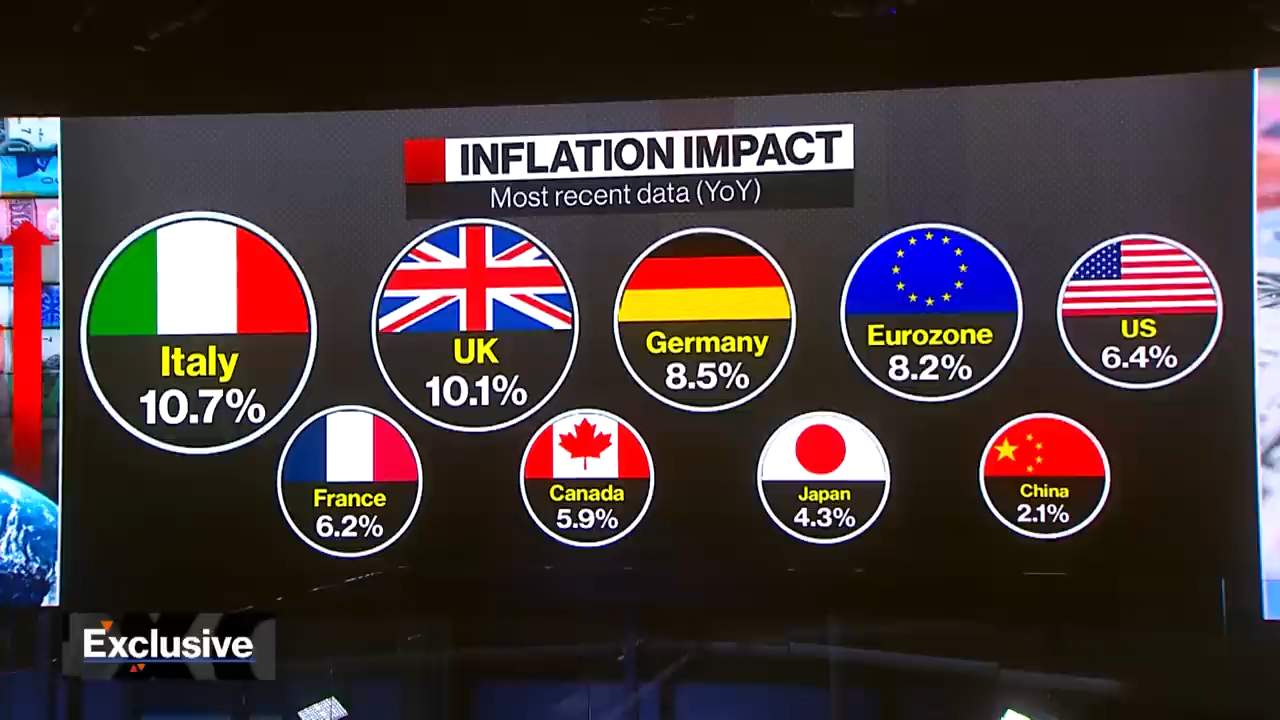 INFLATION IMPACT
Most recent data (YoY)
Italy
10.7%
UK
10.1%
Germany
8.5%
Eurozone
8.2%
US
6.4%
France
6.2%
Canada
5.9%
Japan
4.3%
China
2.1%
Exclusive